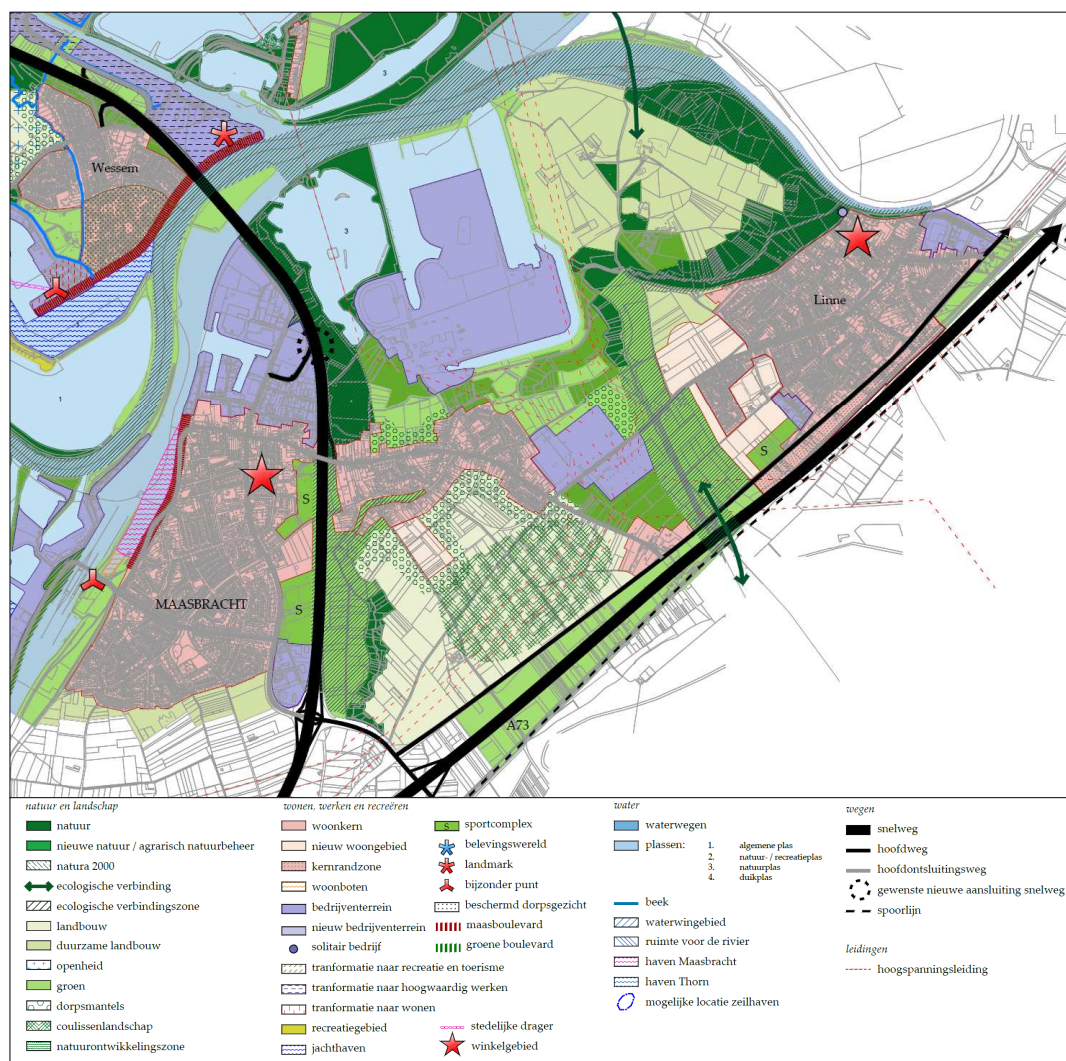 3
Wessem
3
Linne
1
S
S
S
MAASBRACHT
A73
natuur en landschap
natuur
nieuwe natuur / agrarisch natuurbeheer
natura 2000
ecologische verbinding
ecologische verbindingszone
landbouw
duurzame landbouw
openheid
groen
dorpsmantels
coulissenlandschap
natuurontwikkelingszone
wonen, werken en recreëren
woonkern
nieuw woongebied
kernrandzone
woonboten
bedrijventerrein
nieuw bedrijventerrein
solitair bedrijf
tranformatie naar recreatie en toerisme
tranformatie naar hoogwaardig werken
tranformatie naar wonen
recreatiegebied
jachthaven
S sportcomplex
belevingswereld
landmark
bijzonder punt
beschermd dorpsgezicht
maasboulevard
groene boulevard
stedelijke drager
winkelgebied
water
waterwegen
plassen: 1. algemene plas
2. natuur- / recreatieplas
3. natuurplas
4. duikplas
beek
waterwingebied
ruimte voor de rivier
haven Maasbracht
haven Thorn
mogelijke locatie zeilhaven
wegen
snelweg
hoofdweg
hoofdontsluitingsweg
gewenste nieuwe aansluiting snelweg
spoorlijn
leidingen
hoogspanningsleiding